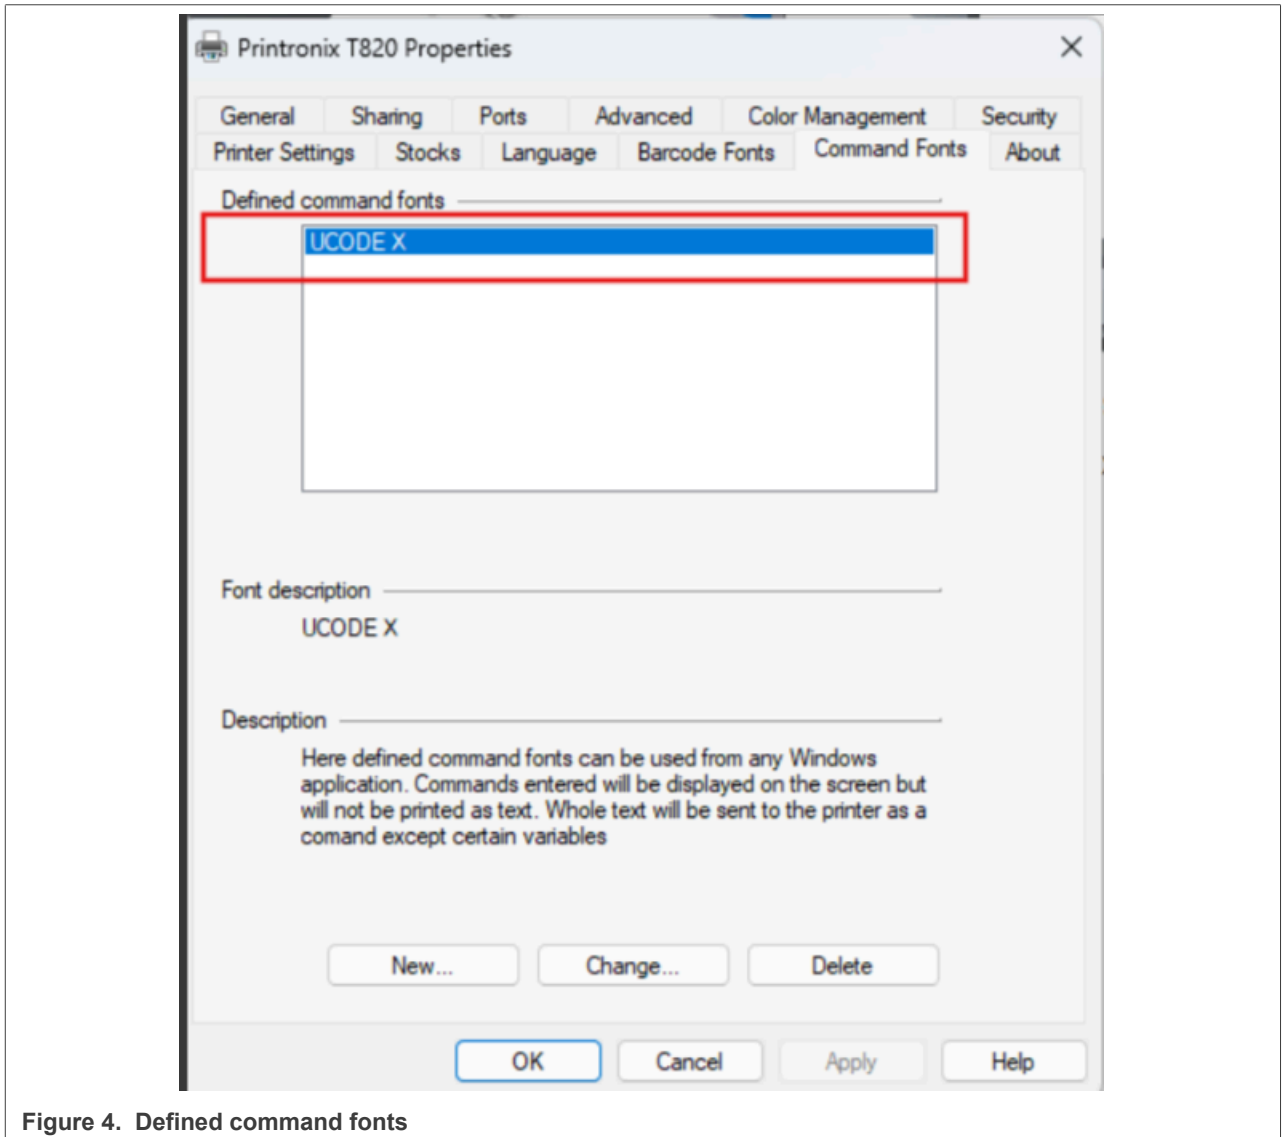 Printronix T820 Properties
General Sharing Ports Advanced Color Management Security
Printer Settings Stocks Language Barcode Fonts Command Fonts About
Defined command fonts
UCODE X
Font description
UCODE X
Description
Here defined command fonts can be used from any Windows
application. Commands entered will be displayed on the screen but
will not be printed as text. Whole text will be sent to the printer as a
comand except certain variables
New... Change... Delete
OK Cancel Apply Help
Figure 4. Defined command fonts